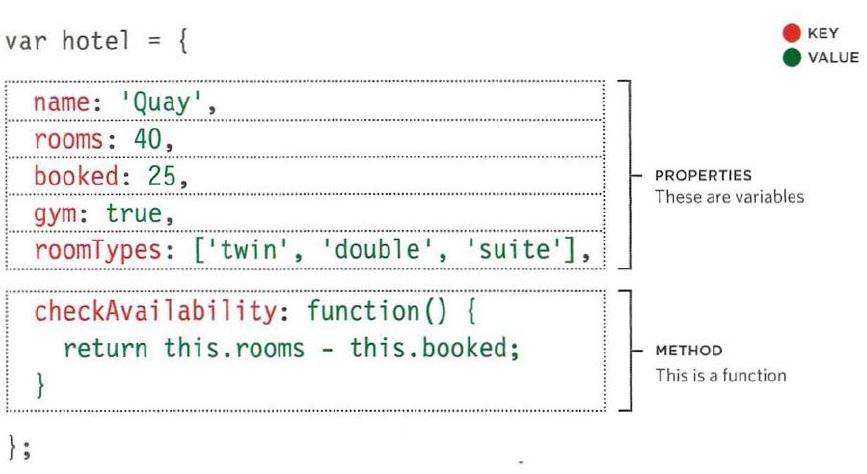 var hotel = {
KEY
VALUE
name: 'Quay',
rooms: 40,
booked: 25,
gym: true,
roomTypes: ['twin', 'double', 'suite'],
PROPERTIES
These are variables
checkAvailability: function() {
return this.rooms - this.booked;
}
METHOD
This is a function
};